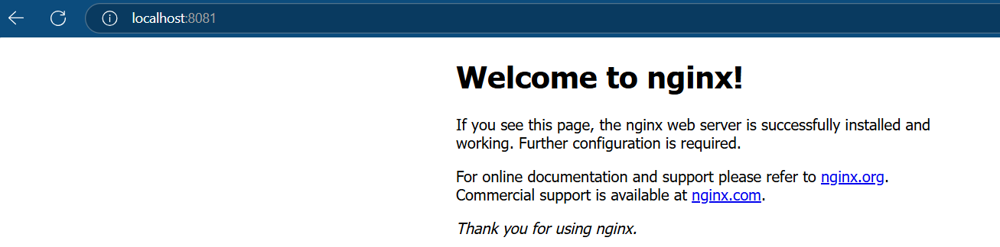 localhost:8081
Welcome to nginx!
If you see this page, the nginx web server is successfully installed and
working. Further configuration is required.
For online documentation and support please refer to nginx.org.
Commercial support is available at nginx.com.
Thank you for using nginx.